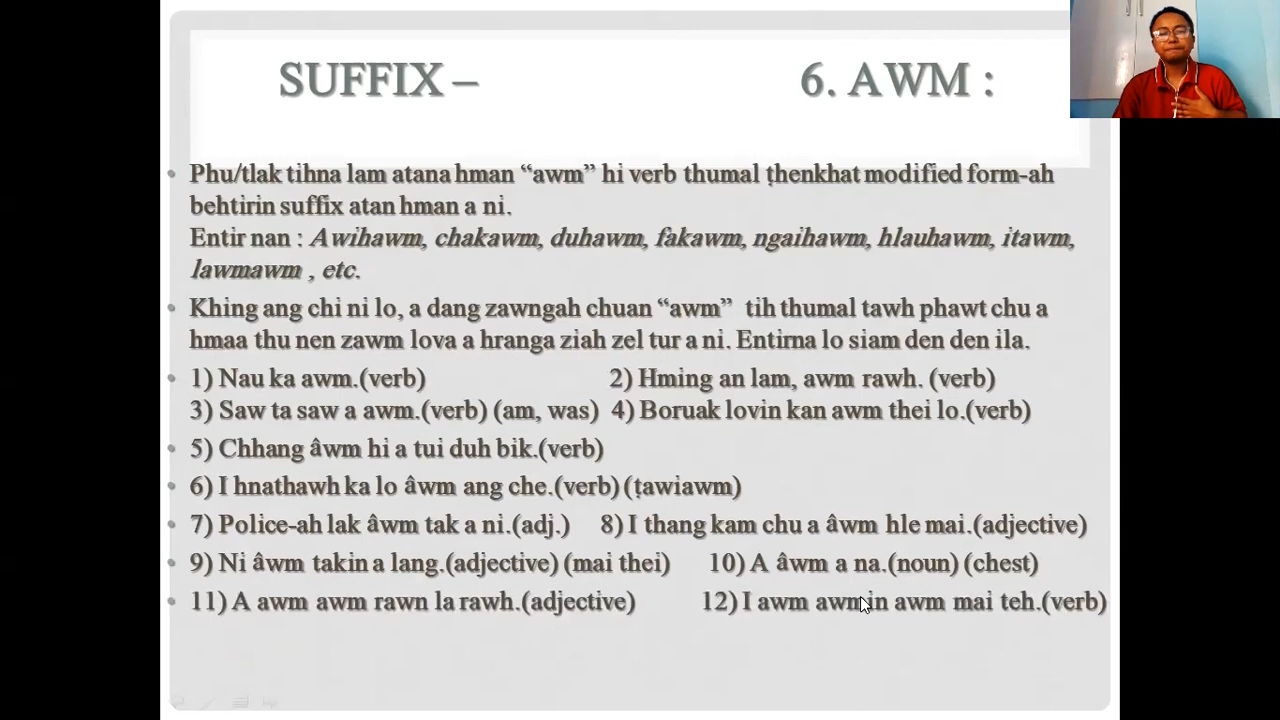 SUFFIX – 6. AWM :
Phu/tlak tihna lam atana hman “awm” hi verb thumal ṭhenkhat modified form-ah
behtirin suffix atan hman a ni.
Entir nan : Awihawm, chakawm, duhawm, fakawm, ngaihawm, hlauhawm, itawm,
lawmawm , etc.
Khing ang chi ni lo, a dang zawngah chuan “awm” tih thumal tawh phawt chu a
hmaa thu nen zawm lova a hranga ziah zel tur a ni. Entirna lo siam den den ila.
1) Nau ka awm.(verb) 2) Hming an lam, awm rawh. (verb)
3) Saw ta saw a awm.(verb) (am, was) 4) Boruak lovin kan awm thei lo.(verb)
5) Chhang âwm hi a tui duh bik.(verb)
6) I hnathawh ka lo âwm ang che.(verb) (ṭawiawm)
7) Police-ah lak âwm tak a ni.(adj.) 8) I thang kam chu a âwm hle mai.(adjective)
9) Ni âwm takin a lang.(adjective) (mai thei) 10) A âwm a na.(noun) (chest)
11) A awm awm rawn la rawh.(adjective) 12) I awm awmin awm mai teh.(verb)